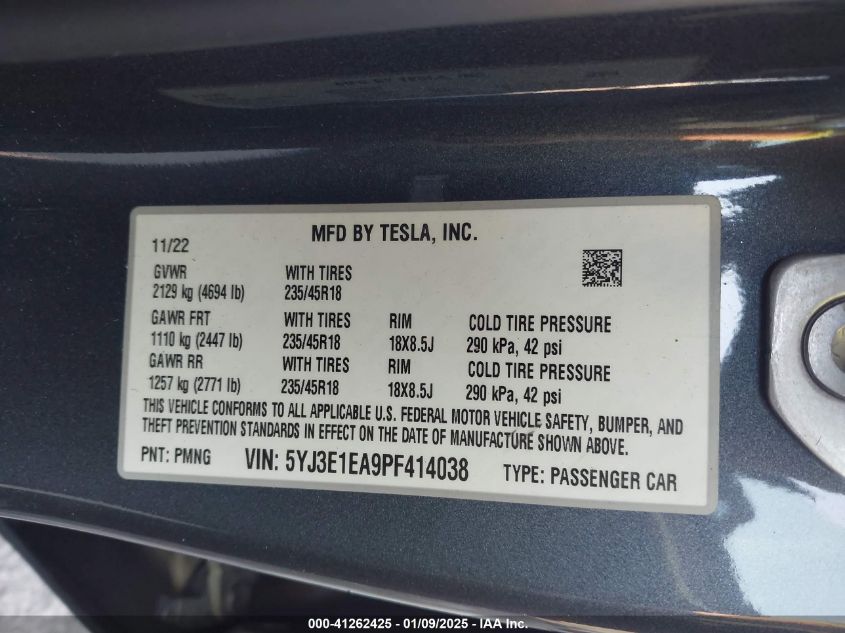 MFD BY TESLA, INC.
11/22
GVWR WITH TIRES
2129 kg (4694 lb) 235/45R18
GAWR FRT WITH TIRES RIM COLD TIRE PRESSURE
1110 kg (2447 lb) 235/45R18 18X8.5J 290 kPa, 42 psi
GAWR RR WITH TIRES RIM COLD TIRE PRESSURE
1257 kg (2771 lb) 235/45R18 18X8.5J 290 kPa, 42 psi
THIS VEHICLE CONFORMS TO ALL APPLICABLE U.S. FEDERAL MOTOR VEHICLE SAFETY, BUMPER, AND
THEFT PREVENTION STANDARDS IN EFFECT ON THE DATE OF MANUFACTURE SHOWN ABOVE.
PNT: PMNG VIN: 5YJ3E1EA9PF414038 TYPE: PASSENGER CAR
000-41262425 | 01/09/2025 | IAA Inc.